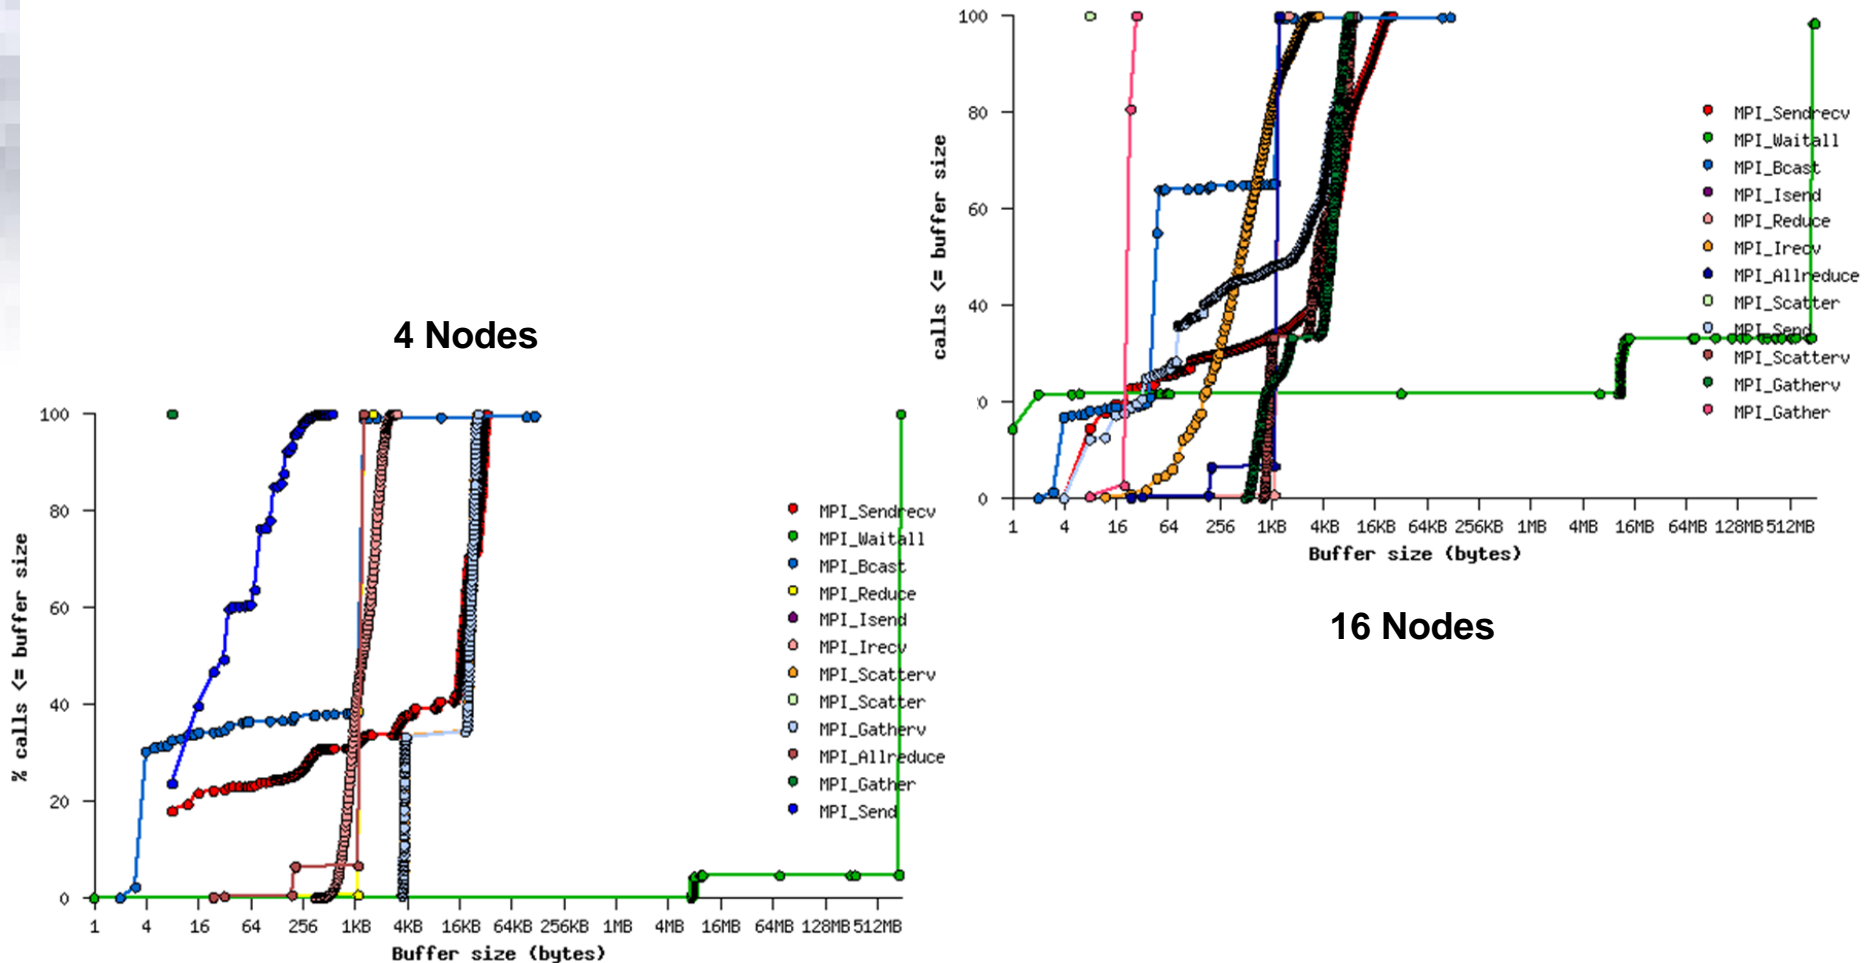 4 Nodes
% calls <= buffer size
100
80
60
40
20
0
1 4 16 64 256 1KB 4KB 16KB 64KB 256KB 1MB 4MB 16MB 64MB 128MB 512MB
Buffer size (bytes)
MPI_Sendrecv
MPI_Waitall
MPI_Bcast
MPI_Reduce
MPI_Isend
MPI_Irecv
MPI_Scatterv
MPI_Scatter
MPI_Gatherv
MPI_Allreduce
MPI_Gather
MPI_Send
calls <= buffer size
100
80
60
40
20
0
1 4 16 64 256 1KB 4KB 16KB 64KB 256KB 1MB 4MB 16MB 64MB 128MB 512MB
Buffer size (bytes)
MPI_Sendrecv
MPI_Waitall
MPI_Bcast
MPI_Isend
MPI_Reduce
MPI_Irecv
MPI_Allreduce
MPI_Scatter
MPI_Send
MPI_Scatterv
MPI_Gatherv
MPI_Gather
16 Nodes